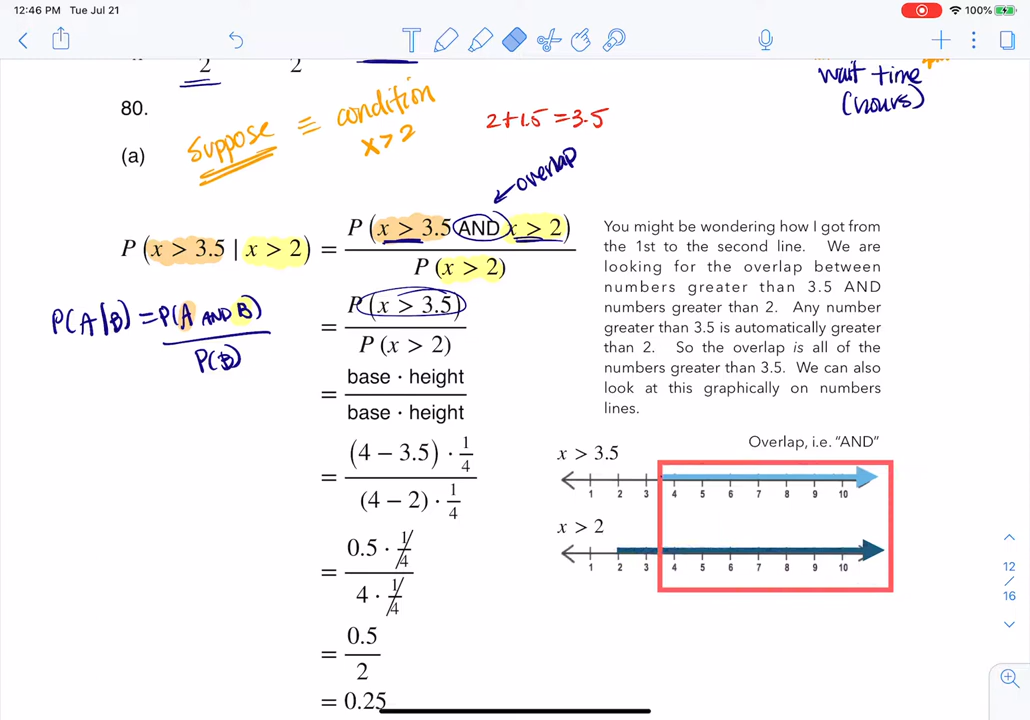 12:46 PM Tue Jul 21
100%
2 2
wait time
(hours)
80.
Suppose ≡ condition
x > 2
2+1.5 = 3.5
(a)
overlap
P (x > 3.5 | x > 2) = P (x > 3.5 AND x > 2) / P (x > 2)
= P (x > 3.5) / P (x > 2)
P(A|B) = P(A AND B) / P(B)
= base · height / base · height
= (4 − 3.5) · 1/4 / (4 − 2) · 1/4
= 0.5 · 1/4 / 4 · 1/4
= 0.5 / 2
= 0.25
You might be wondering how I got from
the 1st to the second line. We are
looking for the overlap between
numbers greater than 3.5 AND
numbers greater than 2. Any number
greater than 3.5 is automatically greater
than 2. So the overlap is all of the
numbers greater than 3.5. We can also
look at this graphically on numbers
lines.
Overlap, i.e. "AND"
x > 3.5
1 2 3 4 5 6 7 8 9 10
x > 2
1 2 3 4 5 6 7 8 9 10
12
/
16